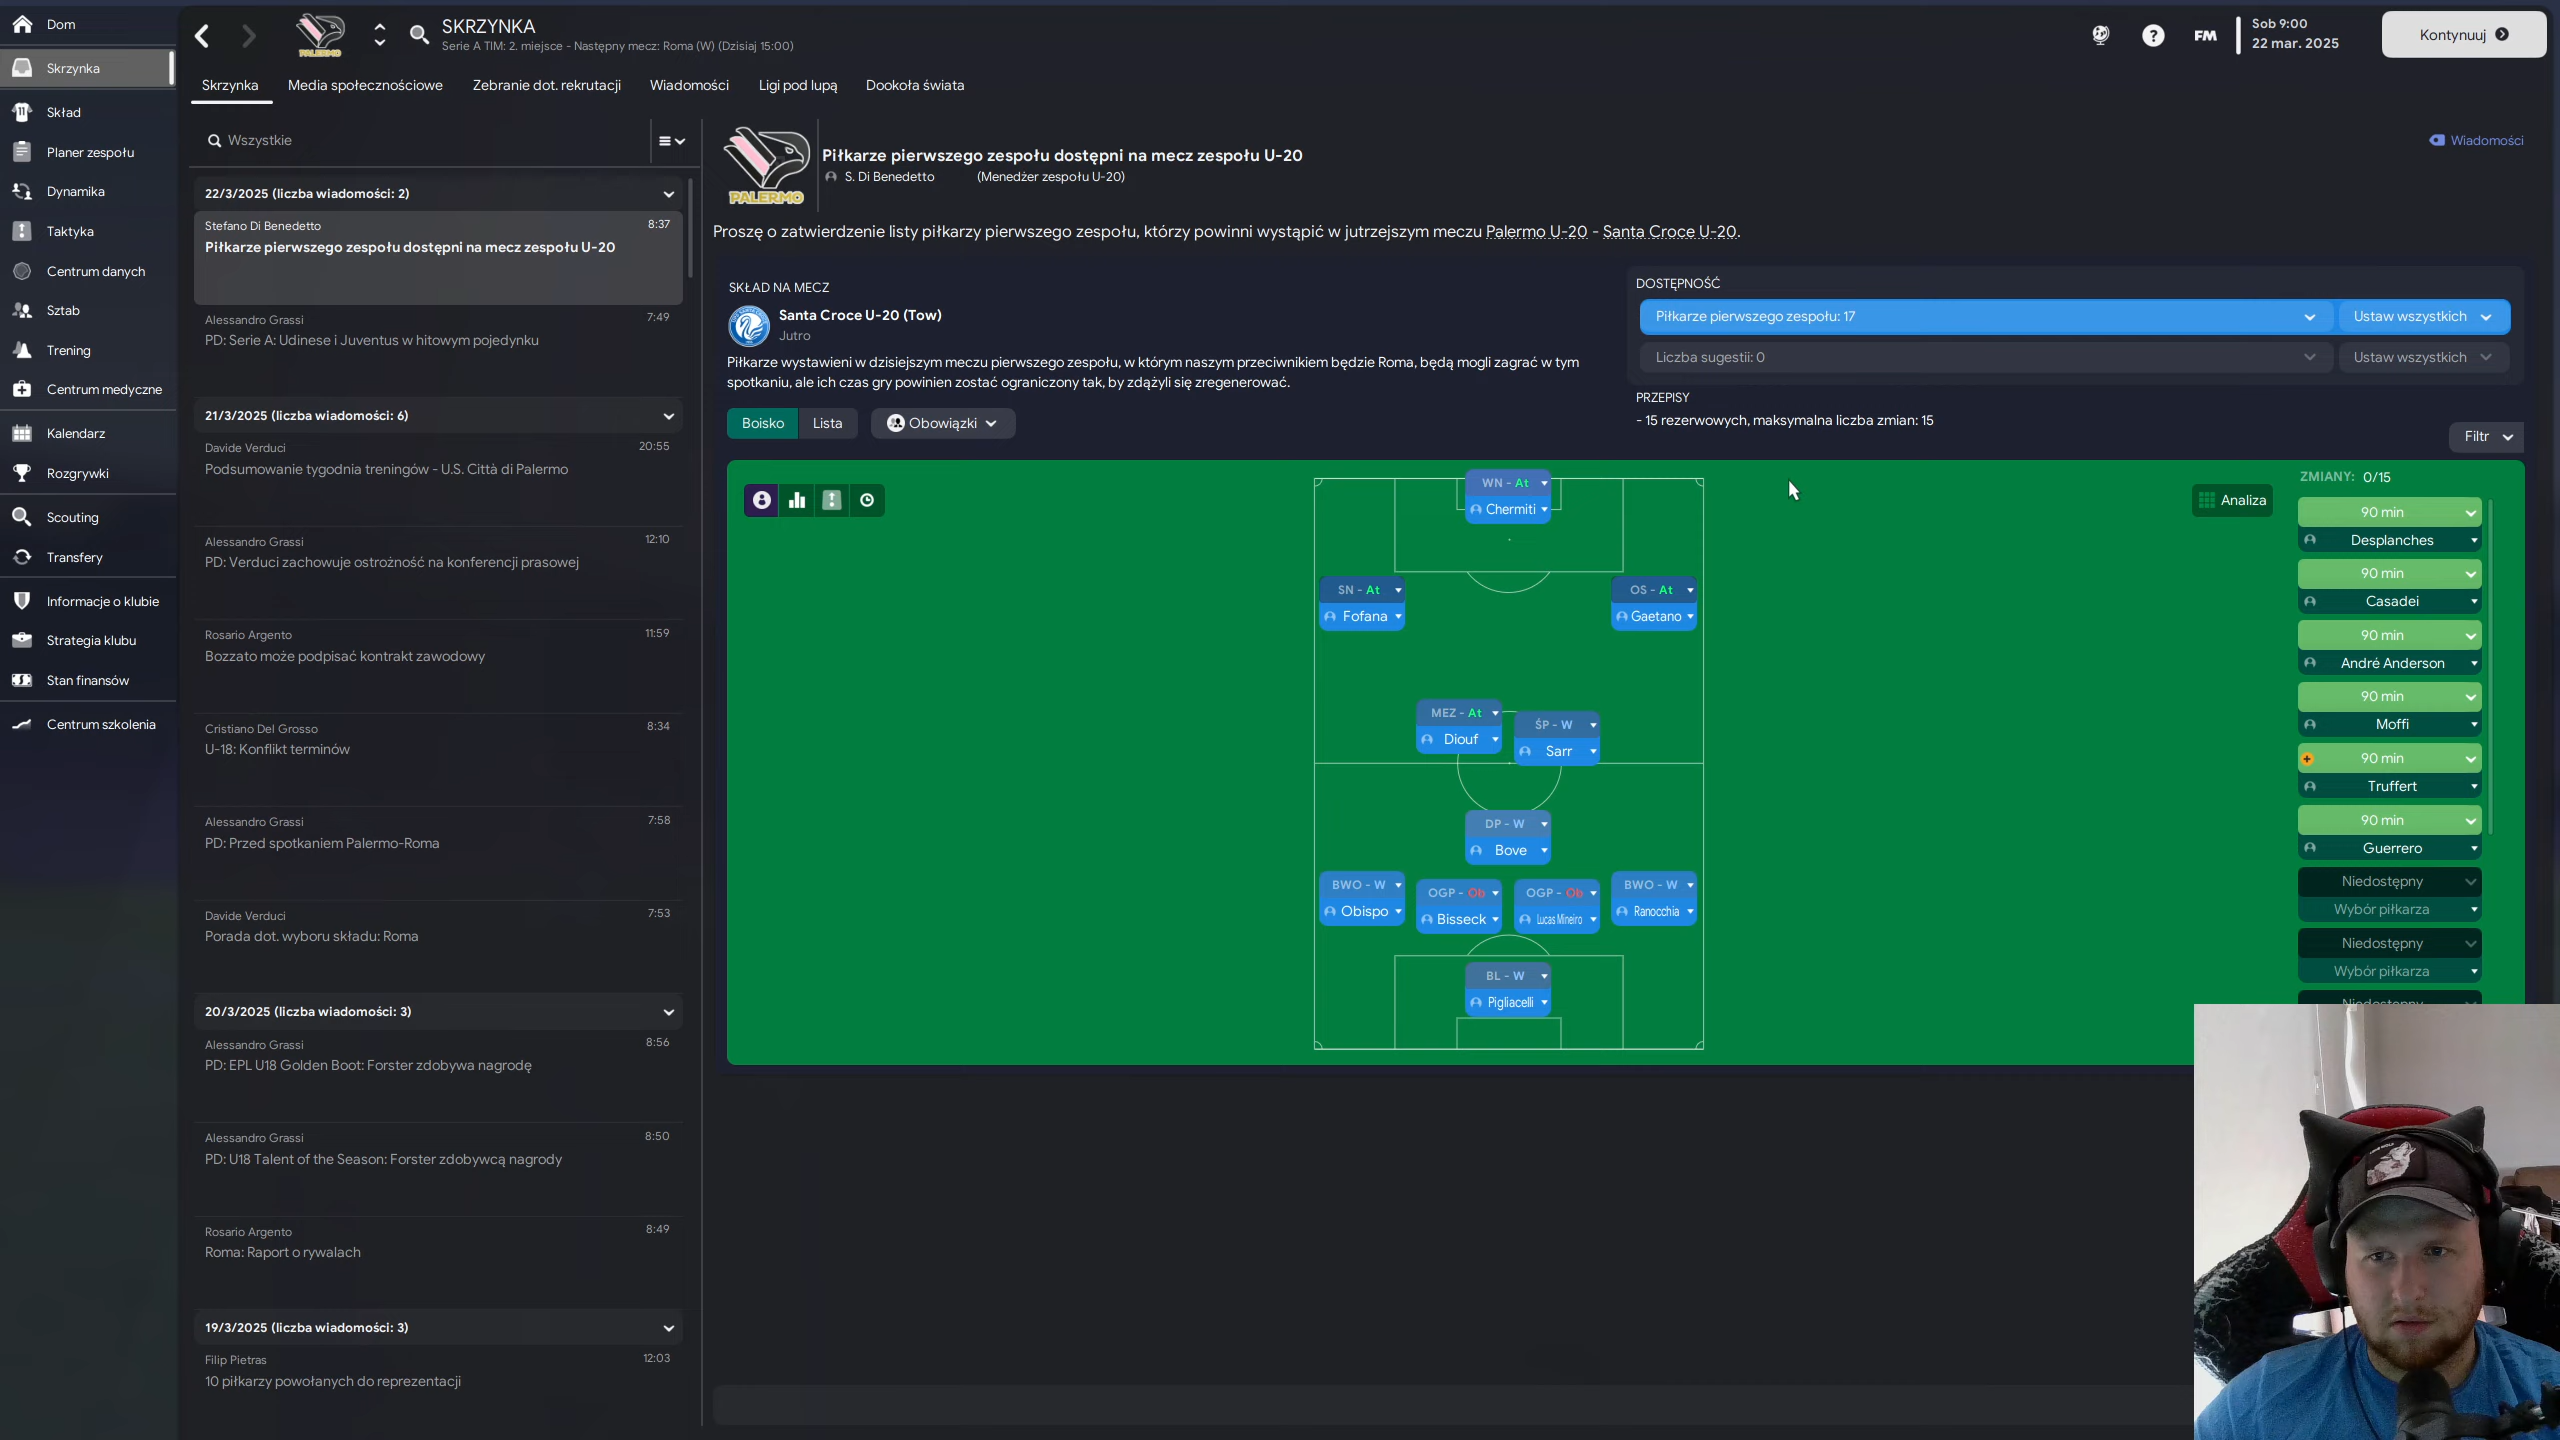 Dom
Skrzynka
Skład
Planer zespołu
Dynamika
Taktyka
Centrum danych
Sztab
Trening
Centrum medyczne
Kalendarz
Rozgrywki
Scouting
Transfery
Informacje o klubie
Strategia klubu
Stan finansów
Centrum szkolenia
PALERMO
SKRZYNKA
Serie A TIM: 2. miejsce - Następny mecz: Roma (W) (Dzisiaj 15:00)
FM
Sob 9:00
22 mar. 2025
Kontynuuj
Skrzynka
Media społecznościowe
Zebranie dot. rekrutacji
Wiadomości
Ligi pod lupą
Dookoła świata
Wszystkie
22/3/2025 (liczba wiadomości: 2)
Stefano Di Benedetto 8:37
Piłkarze pierwszego zespołu dostępni na mecz zespołu U-20
Alessandro Grassi 7:49
PD: Serie A: Udinese i Juventus w hitowym pojedynku
21/3/2025 (liczba wiadomości: 6)
Davide Verduci 20:55
Podsumowanie tygodnia treningów - U.S. Città di Palermo
Alessandro Grassi 12:10
PD: Verduci zachowuje ostrożność na konferencji prasowej
Rosario Argento 11:59
Bozzato może podpisać kontrakt zawodowy
Cristiano Del Grosso 8:34
U-18: Konflikt terminów
Alessandro Grassi 7:58
PD: Przed spotkaniem Palermo-Roma
Davide Verduci 7:53
Porada dot. wyboru składu: Roma
20/3/2025 (liczba wiadomości: 3)
Alessandro Grassi 8:56
PD: EPL U18 Golden Boot: Forster zdobywa nagrodę
Alessandro Grassi 8:50
PD: U18 Talent of the Season: Forster zdobywcą nagrody
Rosario Argento 8:49
Roma: Raport o rywalach
19/3/2025 (liczba wiadomości: 3)
Filip Pietras 12:03
10 piłkarzy powołanych do reprezentacji
PALERMO
Piłkarze pierwszego zespołu dostępni na mecz zespołu U-20
S. Di Benedetto (Menedżer zespołu U-20)
Wiadomości
Proszę o zatwierdzenie listy piłkarzy pierwszego zespołu, którzy powinni wystąpić w jutrzejszym meczu Palermo U-20 - Santa Croce U-20.
SKŁAD NA MECZ
Santa Croce U-20 (Tow)
Jutro
Piłkarze wystawieni w dzisiejszym meczu pierwszego zespołu, w którym naszym przeciwnikiem będzie Roma, będą mogli zagrać w tym
spotkaniu, ale ich czas gry powinien zostać ograniczony tak, by zdążyli się zregenerować.
DOSTĘPNOŚĆ
Piłkarze pierwszego zespołu: 17 Ustaw wszystkich
Liczba sugestii: 0 Ustaw wszystkich
PRZEPISY
- 15 rezerwowych, maksymalna liczba zmian: 15
Boisko Lista Obowiązki
Filtr
Analiza
WN - At
Chermiti
SN - At
Fofana
OS - At
Gaetano
MEZ - At
Diouf
ŚP - W
Sarr
DP - W
Bove
BWO - W
Obispo
OGP - Ob
Bisseck
OGP - Ob
Lucas Mineiro
BWO - W
Ranocchia
BL - W
Pigliacelli
ZMIANY: 0/15
90 min
Desplanches
90 min
Casadei
90 min
André Anderson
90 min
Moffi
90 min
Truffert
90 min
Guerrero
Niedostępny
Wybór piłkarza
Niedostępny
Wybór piłkarza
Niedostępny